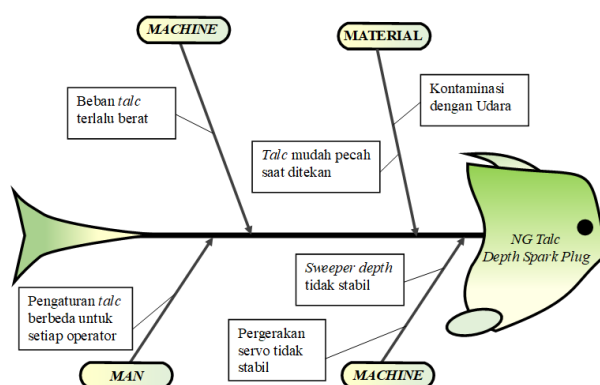 MACHINE
MATERIAL
Beban talc
terlalu berat
Kontaminasi
dengan Udara
Talc mudah pecah
saat ditekan
NG Talc
Depth Spark Plug
Pengaturan talc
berbeda untuk
setiap operator
Sweeper depth
tidak stabil
Pergerakan
servo tidak
stabil
MAN
MACHINE